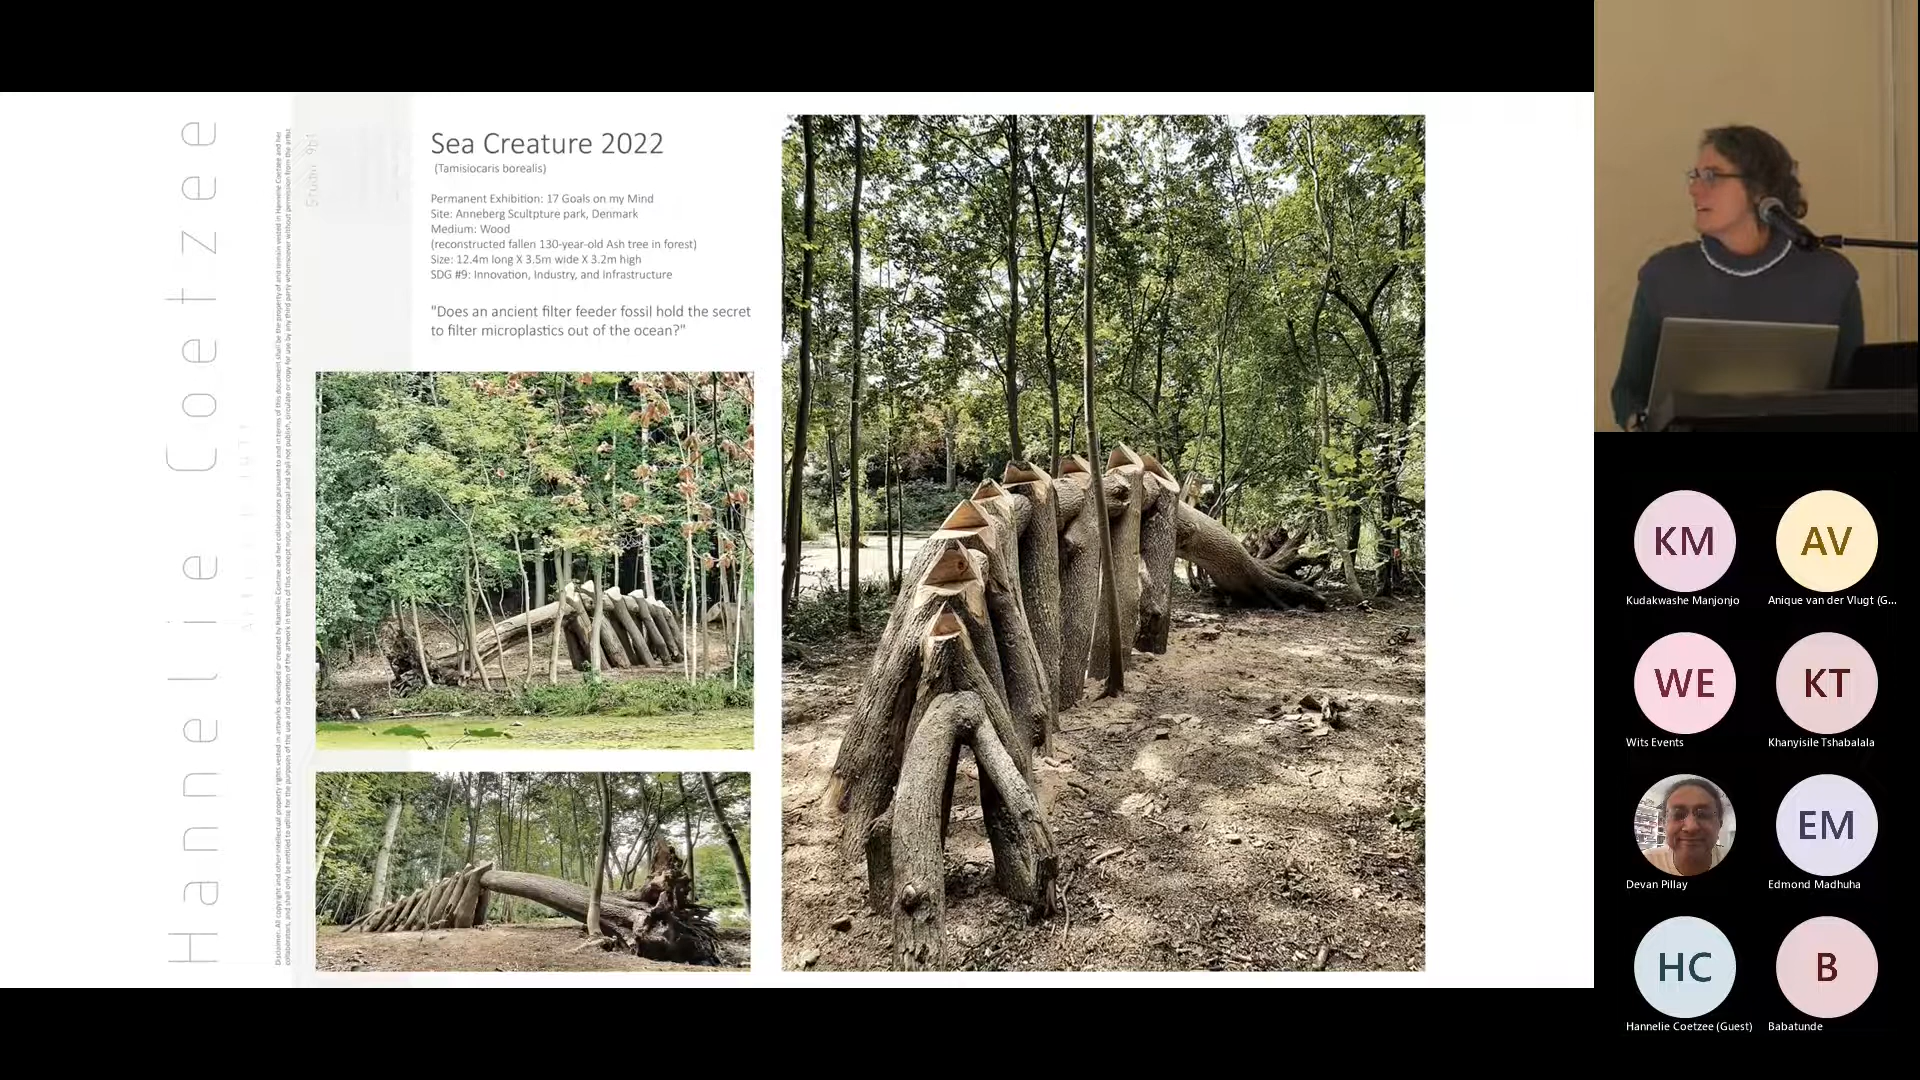 Hannelie Coetzee
Sea Creature 2022
(Tamisiocaris borealis)
Permanent Exhibition: 17 Goals on my Mind
Site: Anneberg Scultpture park, Denmark
Medium: Wood
(reconstructed fallen 130-year-old Ash tree in forest)
Size: 12.4m long X 3.5m wide X 3.2m high
SDG #9: Innovation, Industry, and Infrastructure
"Does an ancient filter feeder fossil hold the secret
to filter microplastics out of the ocean?"
KM
AV
Kudakwashe Manjonjo
Anique van der Vlugt (G...
WE
KT
Wits Events
Khanyisile Tshabalala
EM
Devan Pillay
Edmond Madhuha
HC
B
Hannelie Coetzee (Guest)
Babatunde